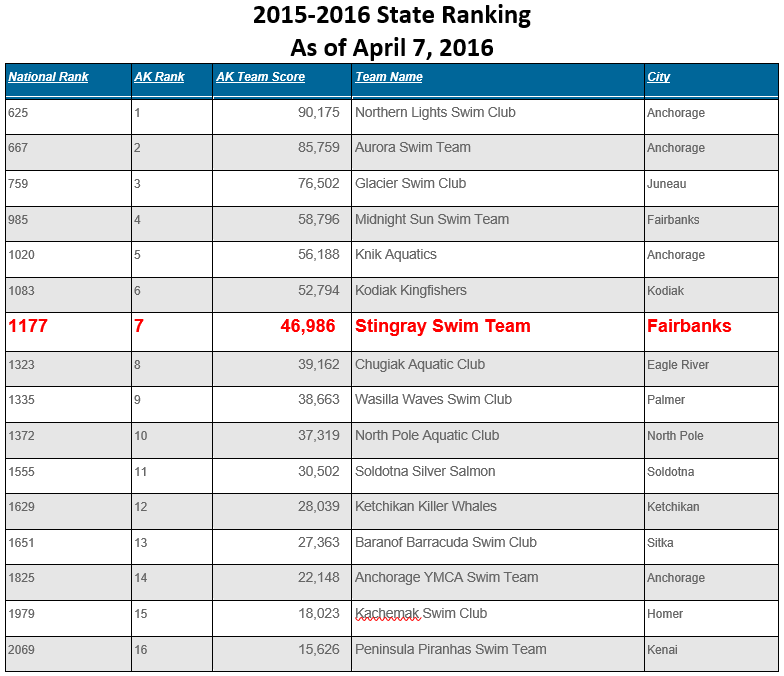 2015-2016 State Ranking
As of April 7, 2016
National Rank AK Rank AK Team Score Team Name City
625 1 90,175 Northern Lights Swim Club Anchorage
667 2 85,759 Aurora Swim Team Anchorage
759 3 76,502 Glacier Swim Club Juneau
985 4 58,796 Midnight Sun Swim Team Fairbanks
1020 5 56,188 Knik Aquatics Anchorage
1083 6 52,794 Kodiak Kingfishers Kodiak
1177 7 46,986 Stingray Swim Team Fairbanks
1323 8 39,162 Chugiak Aquatic Club Eagle River
1335 9 38,663 Wasilla Waves Swim Club Palmer
1372 10 37,319 North Pole Aquatic Club North Pole
1555 11 30,502 Soldotna Silver Salmon Soldotna
1629 12 28,039 Ketchikan Killer Whales Ketchikan
1651 13 27,363 Baranof Barracuda Swim Club Sitka
1825 14 22,148 Anchorage YMCA Swim Team Anchorage
1979 15 18,023 Kachemak Swim Club Homer
2069 16 15,626 Peninsula Piranhas Swim Team Kenai